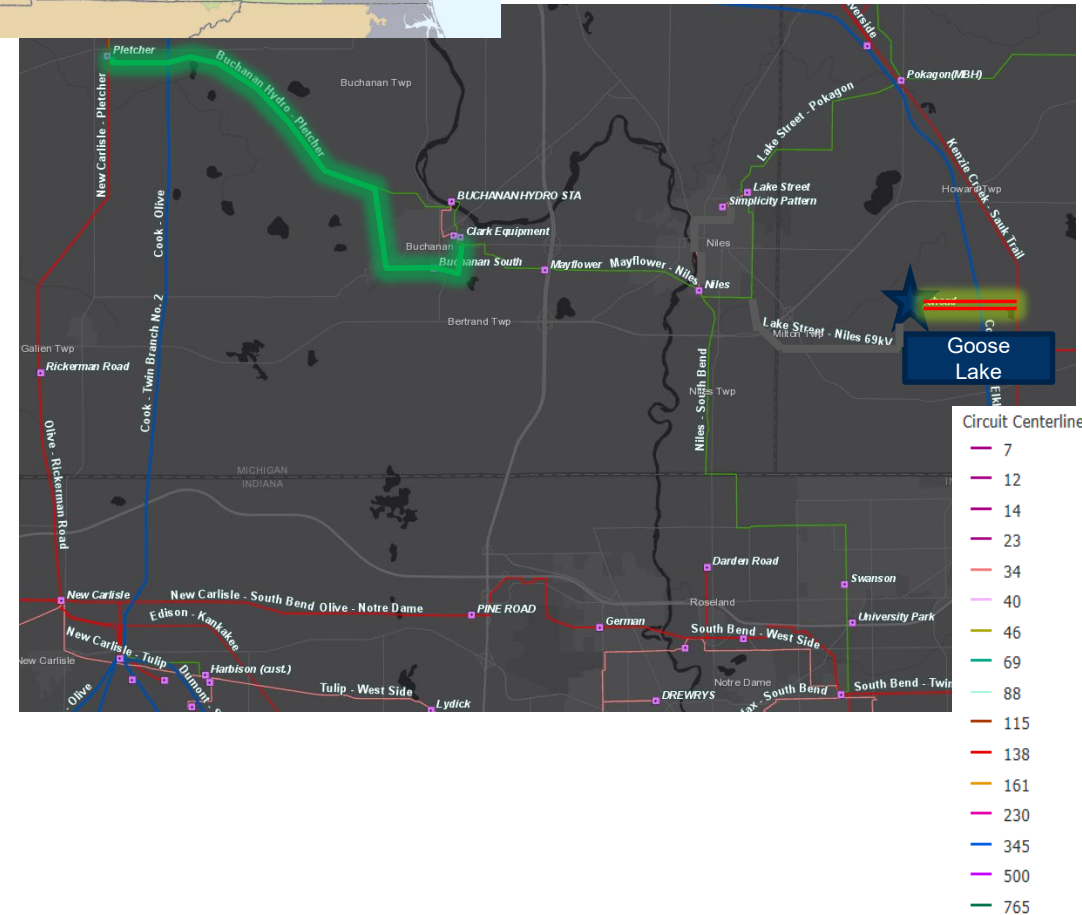 Pletcher
Buchanan Hydro - Pletcher
Buchanan Twp
New Carlisle - Pletcher
Cook - Olive
Cook - Twin Branch No. 2
BUCHANAN HYDRO STA
Clark Equipment
Buchanan
Buchanan South
Mayflower
Mayflower - Niles
Niles
Niles
Lake Street - Pokagon
Lake Street
Simplicity Pattern
Pokagon(MBH)
Kenzie Creek - Sauk Trail
Howard Twp
Bertrand Twp
Lake Street - Niles 69kV
Milton Twp
Goose
Lake
Galien Twp
Rickerman Road
Niles Twp
Niles - South Bend
Olive - Rickerman Road
MICHIGAN
INDIANA
Darden Road
Swanson
Roseland
University Park
New Carlisle
New Carlisle - South Bend
Olive - Notre Dame
PINE ROAD
German
South Bend - West Side
Edison - Kankakee
New Carlisle - Tulip
New Carlisle
Harbison (cust.)
Tulip - West Side
Lydick
DREWRYS
Notre Dame
South Bend
- Olive
Circuit Centerline
7
12
14
23
34
40
46
69
88
115
138
161
230
345
500
765